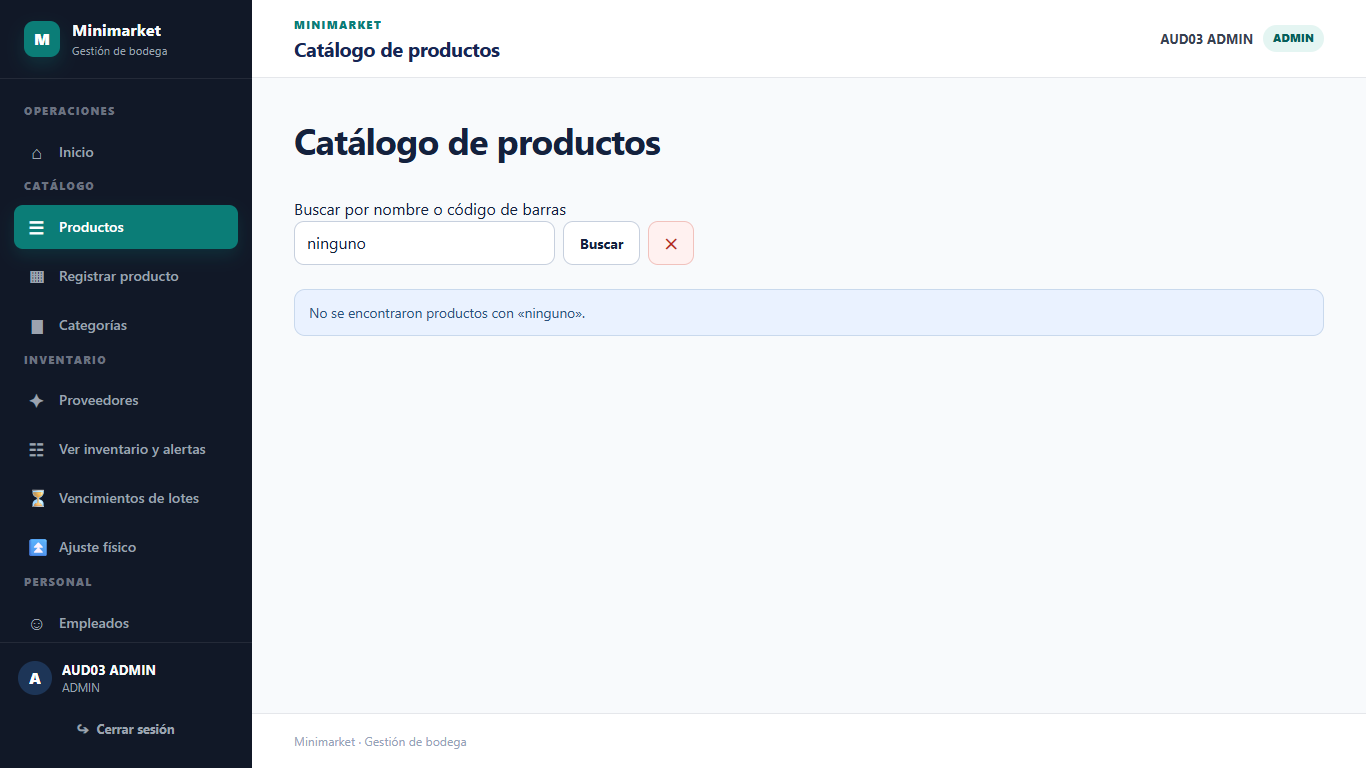 M
Minimarket
Gestión de bodega
OPERACIONES
Inicio
CATÁLOGO
Productos
Registrar producto
Categorías
INVENTARIO
Proveedores
Ver inventario y alertas
Vencimientos de lotes
Ajuste físico
PERSONAL
Empleados
A
AUD03 ADMIN
ADMIN
Cerrar sesión
MINIMARKET
Catálogo de productos
AUD03 ADMIN
ADMIN
Catálogo de productos
Buscar por nombre o código de barras
ninguno
Buscar
No se encontraron productos con «ninguno».
Minimarket · Gestión de bodega